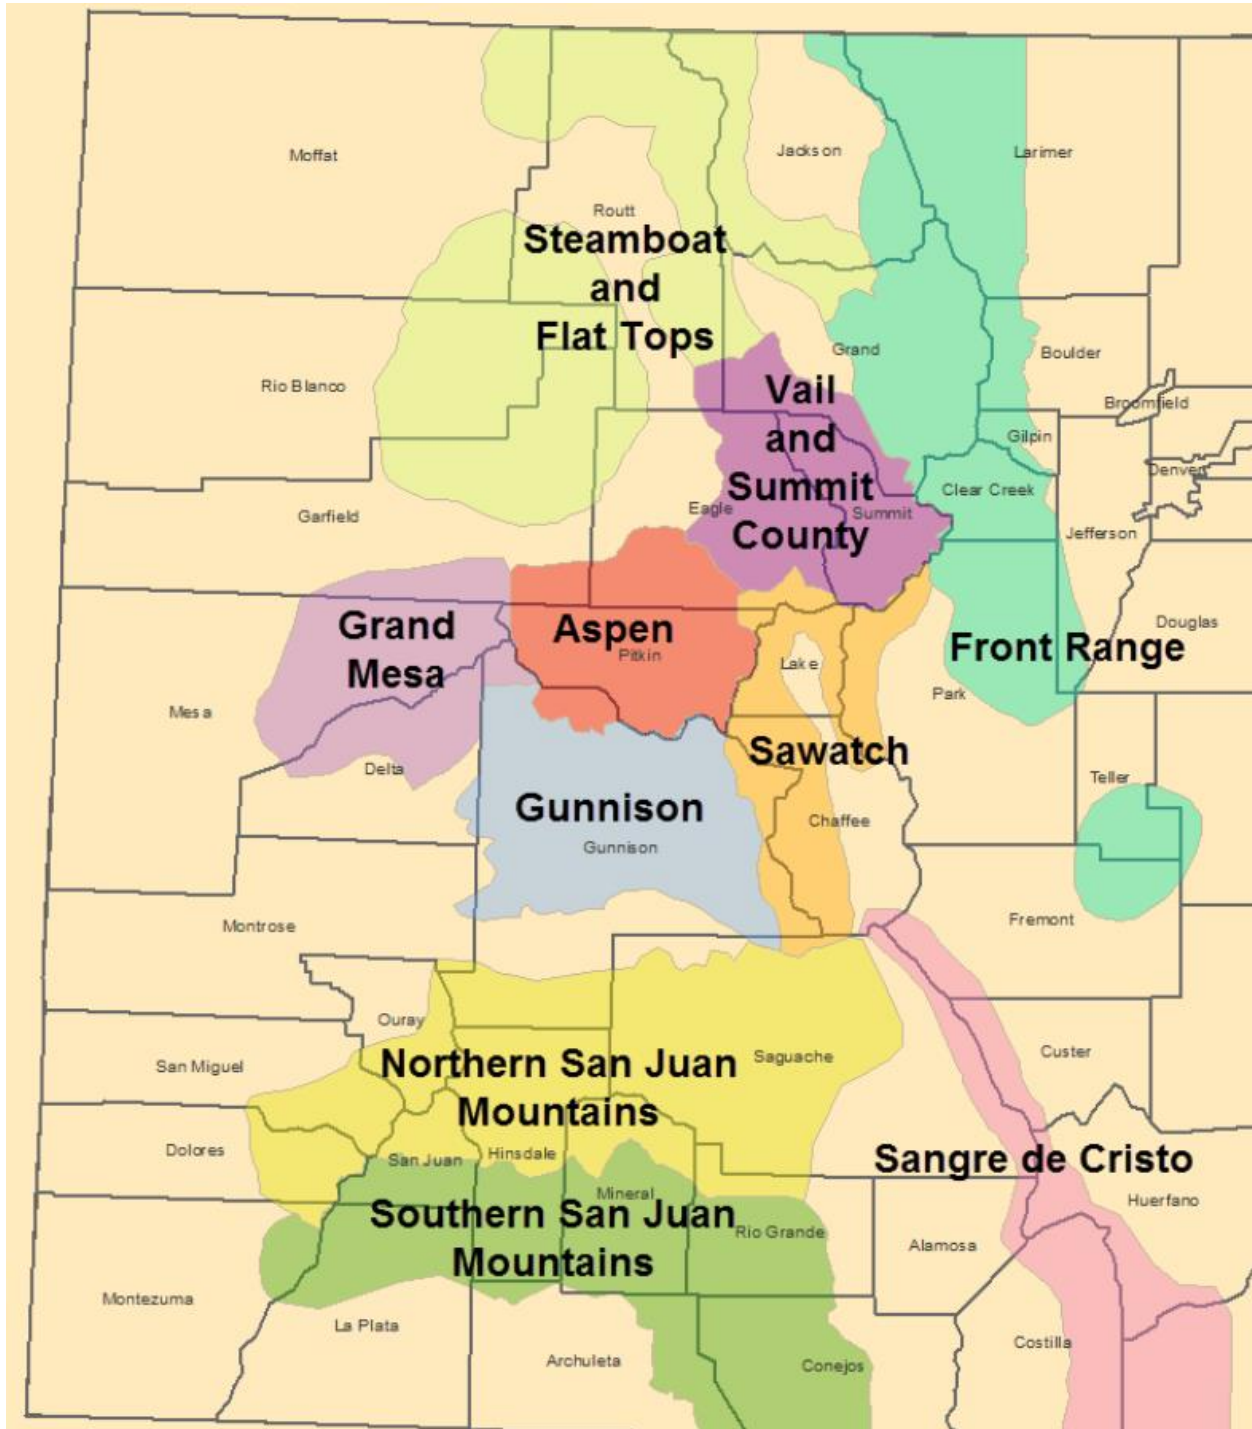 Moffat
Jackson
Larimer
Routt
Steamboat
and
Flat Tops
Rio Blanco
Grand
Boulder
Broomfield
Vail
and
Summit
County
Gilpin
Denver
Clear Creek
Garfield
Eagle
Summit
Jefferson
Grand
Mesa
Aspen
Pitkin
Lake
Front Range
Douglas
Mesa
Park
Delta
Sawatch
Teller
Gunnison
Gunnison
Chaffee
Montrose
Fremont
Ouray
San Miguel
Northern San Juan
Mountains
Saguache
Custer
Dolores
San Juan
Hinsdale
Sangre de Cristo
Mineral
Huerfano
Southern San Juan
Mountains
Rio Grande
Alamosa
Montezuma
La Plata
Archuleta
Conejos
Costilla